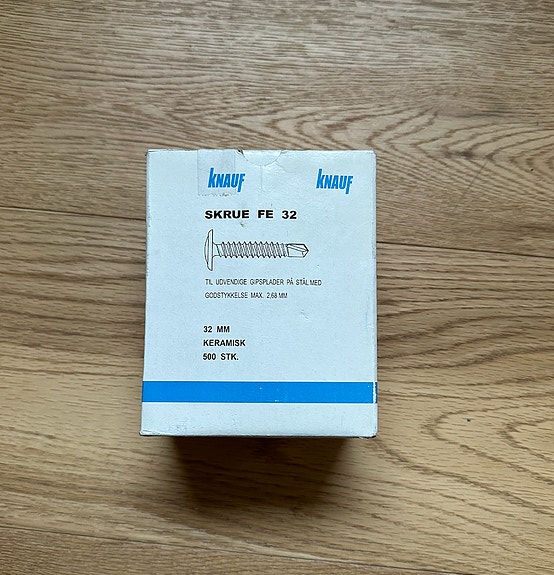 KNAUF KNAUF
SKRUE FE 32
TIL UDVENDIGE GIPSPLADER PÅ STÅL MED
GODSTYKKELSE MAX. 2,68 MM
32 MM
KERAMISK
500 STK.